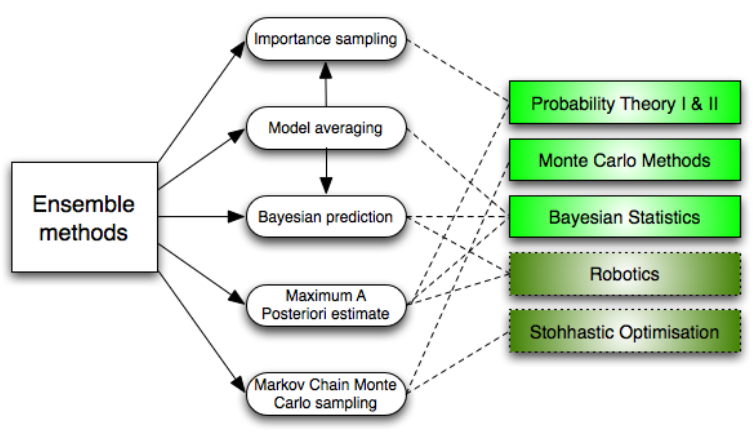 Ensemble
methods
Importance sampling
Model averaging
Bayesian prediction
Maximum A
Posteriori estimate
Markov Chain Monte
Carlo sampling
Probability Theory I & II
Monte Carlo Methods
Bayesian Statistics
Robotics
Stohhastic Optimisation